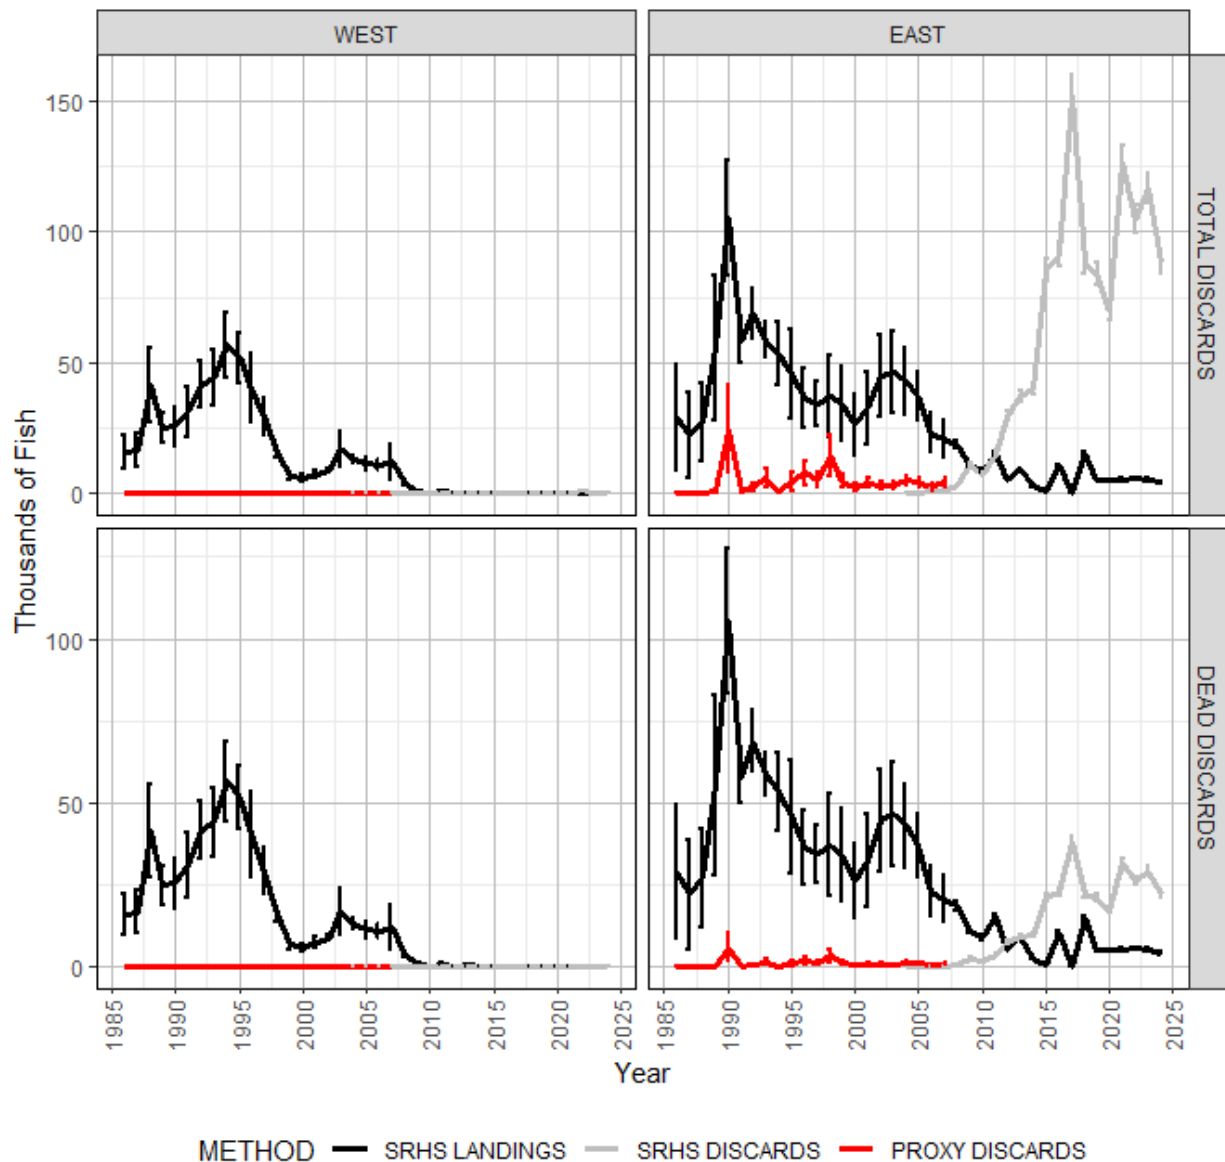 WEST
EAST
150
100
50
0
TOTAL DISCARDS
Thousands of Fish
100
50
0
DEAD DISCARDS
1985 1990 1995 2000 2005 2010 2015 2020 2025
1985 1990 1995 2000 2005 2010 2015 2020 2025
Year
METHOD SRHS LANDINGS SRHS DISCARDS PROXY DISCARDS